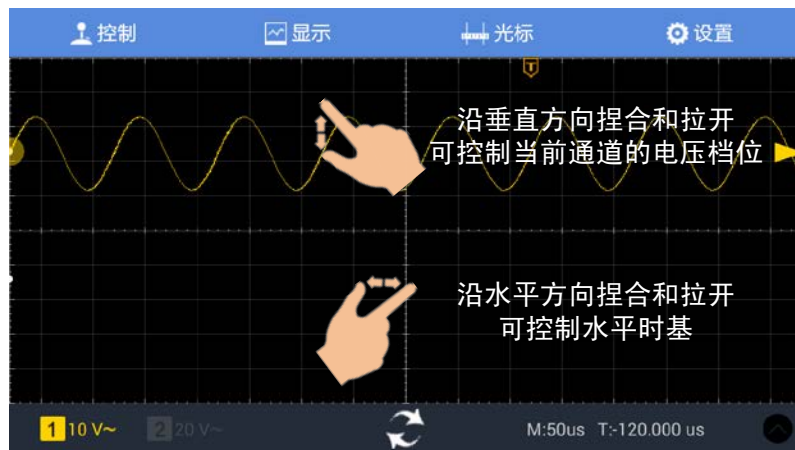 控制
显示
光标
设置
T
沿垂直方向捏合和拉开
可控制当前通道的电压档位
沿水平方向捏合和拉开
可控制水平时基
1 10 V~ 2 20 V~ M:50us T:-120.000 us